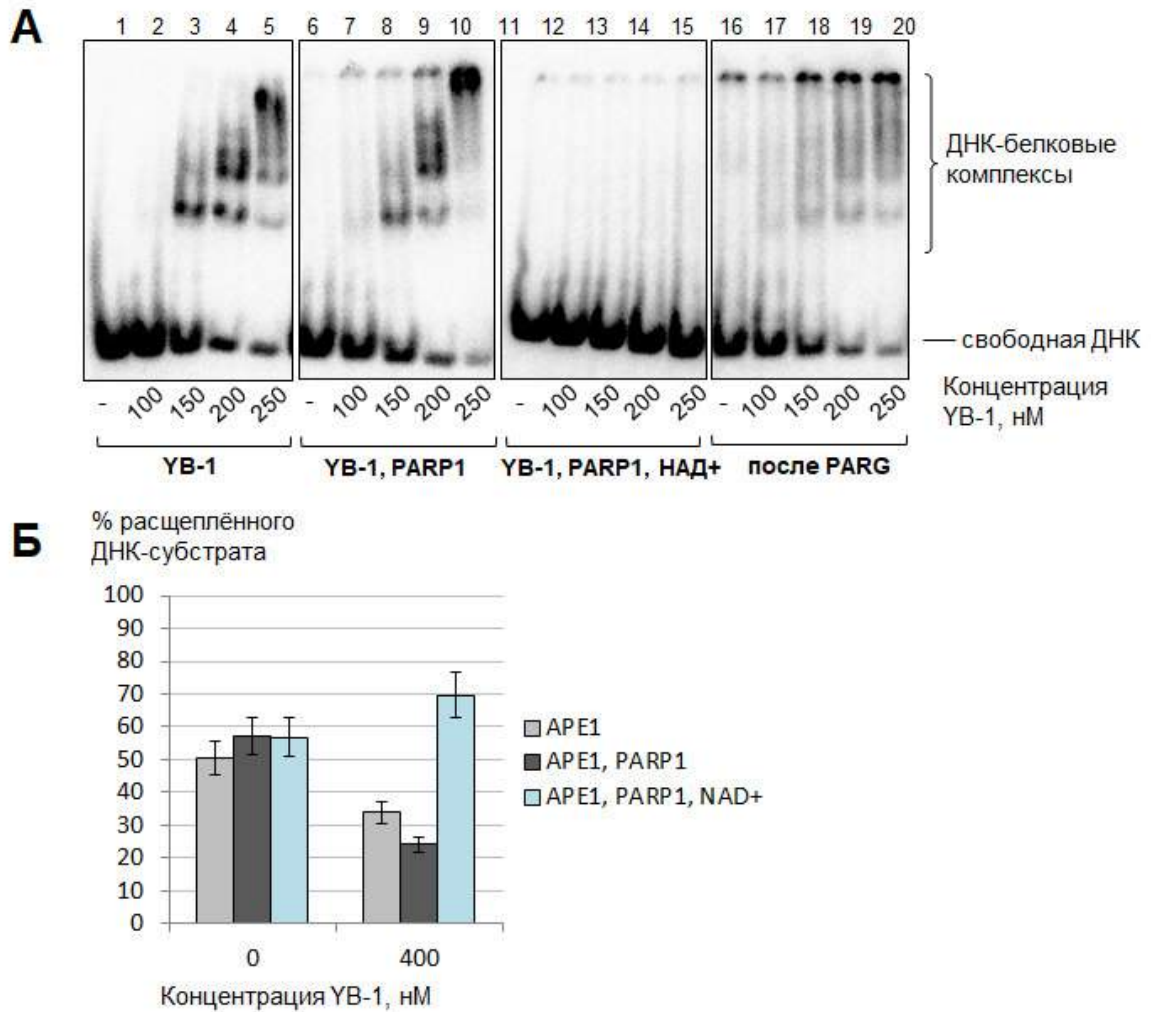 А
1 2 3 4 5 6 7 8 9 10 11 12 13 14 15 16 17 18 19 20
ДНК-белковые
комплексы
свободная ДНК
- 100 150 200 250 - 100 150 200 250 - 100 150 200 250 - 100 150 200 250
Концентрация
YB-1, нМ
YB-1 YB-1, PARP1 YB-1, PARP1, НАД+ после PARG
Б
% расщеплённого
ДНК-субстрата
100
90
80
70
60
50
40
30
20
10
0
APE1
APE1, PARP1
APE1, PARP1, NAD+
0 400
Концентрация YB-1, нМ